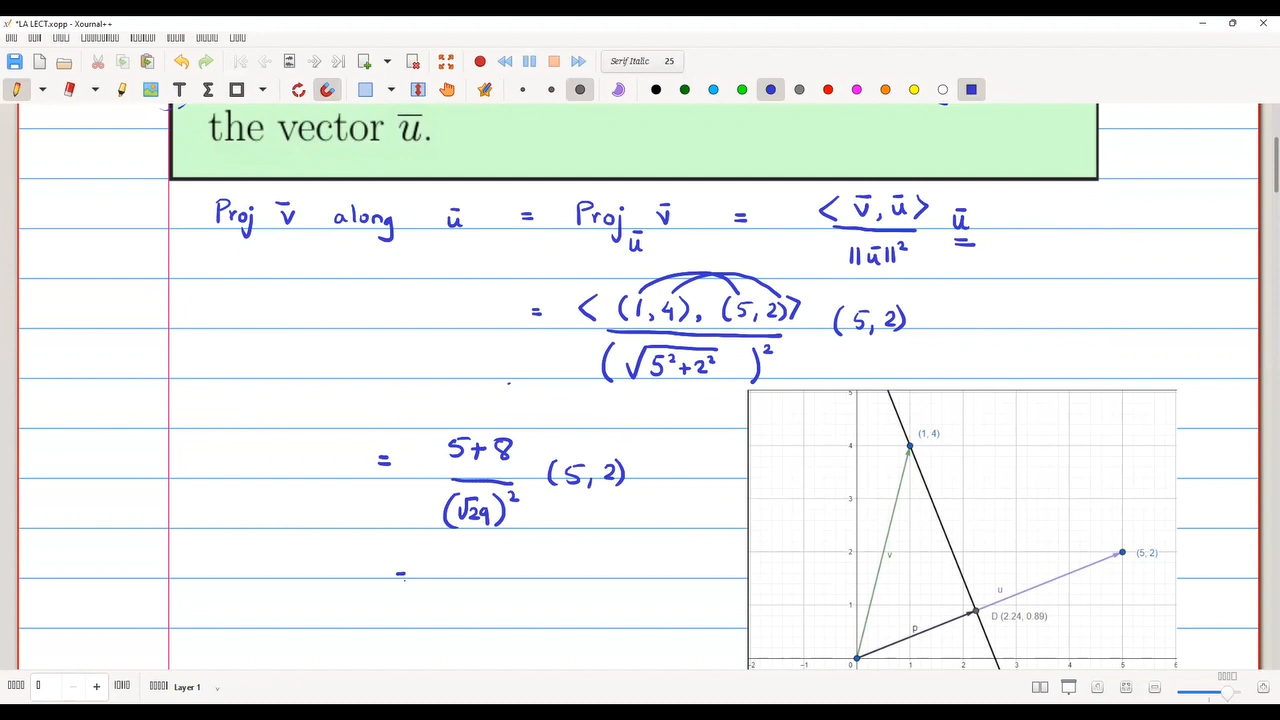 *LA LECT.xopp - Xournal++
Serif Italic 25
the vector u̅.
Proj v̅ along u̅ = Proj_u̅ v̅ = <v̅, u̅> / ||u̅||² u̅
= <(1, 4), (5, 2)> / (√5²+2²)² (5, 2)
= 5+8 / (√29)² (5, 2)
=
5
(1, 4)
4
3
v
2
(5, 2)
u
1
D (2.24, 0.89)
p
-2 -1 0 1 2 3 4 5 6
Layer 1